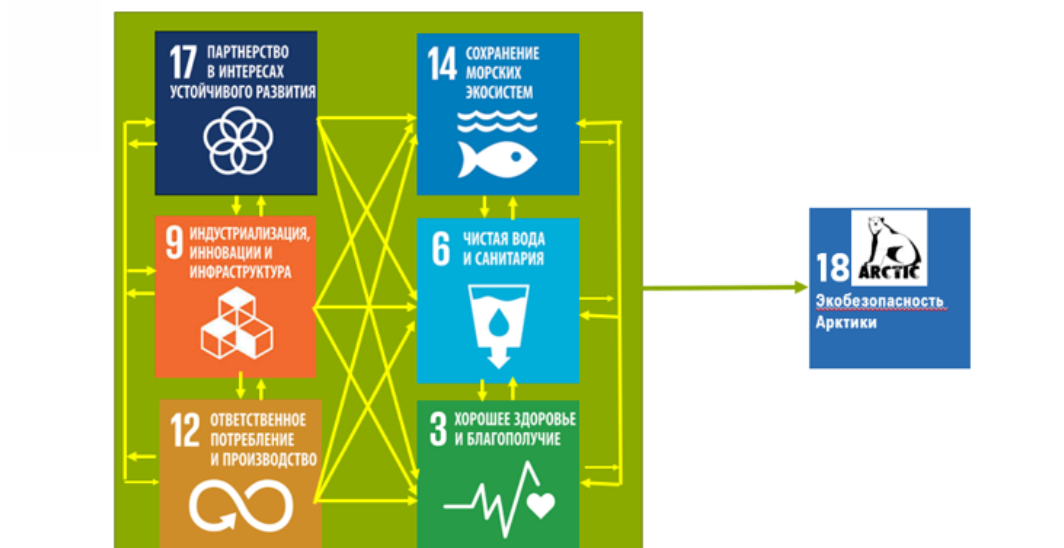 17 ПАРТНЕРСТВО
В ИНТЕРЕСАХ
УСТОЙЧИВОГО РАЗВИТИЯ
14 СОХРАНЕНИЕ
МОРСКИХ
ЭКОСИСТЕМ
9 ИНДУСТРИАЛИЗАЦИЯ,
ИННОВАЦИИ И
ИНФРАСТРУКТУРА
6 ЧИСТАЯ ВОДА
И САНИТАРИЯ
12 ОТВЕТСТВЕННОЕ
ПОТРЕБЛЕНИЕ
И ПРОИЗВОДСТВО
3 ХОРОШЕЕ ЗДОРОВЬЕ
И БЛАГОПОЛУЧИЕ
18 ARCTIC
Экобезопасность
Арктики